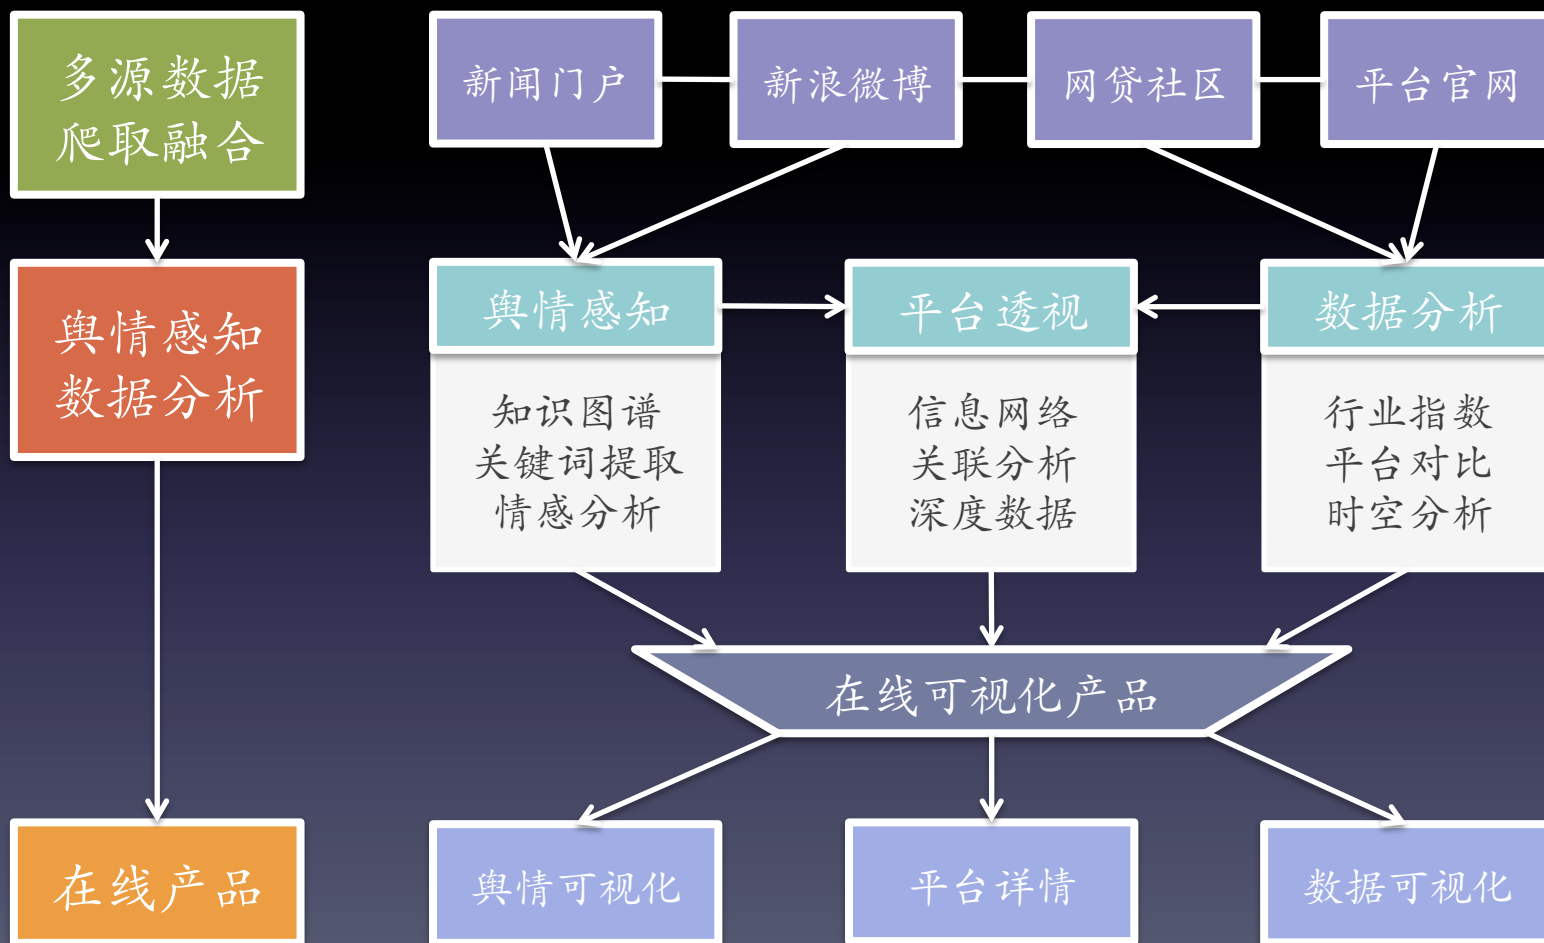 多源数据
爬取融合
新闻门户
新浪微博
网贷社区
平台官网
舆情感知
数据分析
舆情感知
平台透视
数据分析
知识图谱
关键词提取
情感分析
信息网络
关联分析
深度数据
行业指数
平台对比
时空分析
在线可视化产品
在线产品
舆情可视化
平台详情
数据可视化